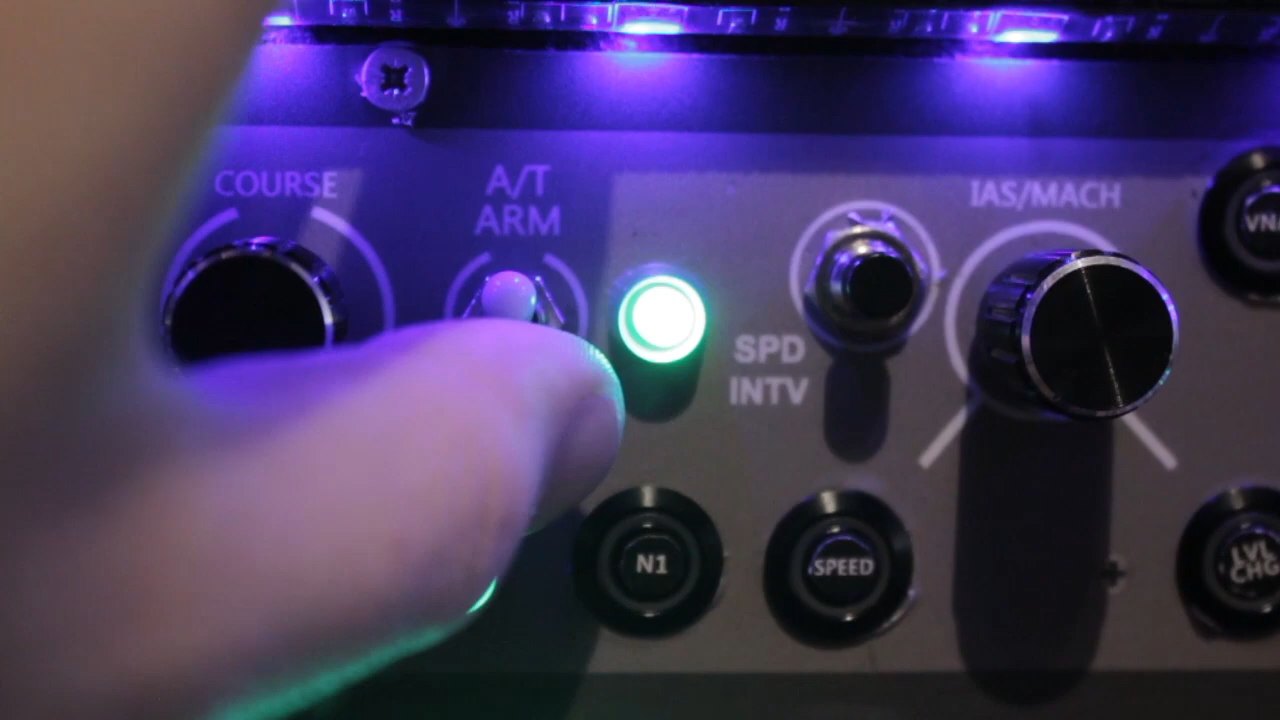 COURSE
A/T
ARM
IAS/MACH
SPD
INTV
N1
SPEED
LVL
CHG